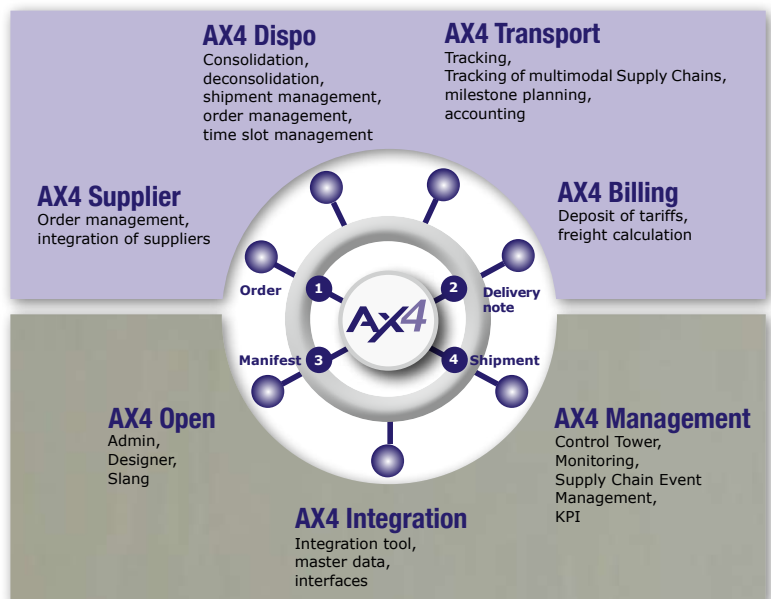 AX4 Dispo
Consolidation,
deconsolidation,
shipment management,
order management,
time slot management
AX4 Transport
Tracking,
Tracking of multimodal Supply Chains,
milestone planning,
accounting
AX4 Supplier
Order management,
integration of suppliers
AX4 Billing
Deposit of tariffs,
freight calculation
Order
1
2
Delivery
note
AX4
Manifest
3
4
Shipment
AX4 Open
Admin,
Designer,
Slang
AX4 Management
Control Tower,
Monitoring,
Supply Chain Event
Management,
KPI
AX4 Integration
Integration tool,
master data,
interfaces